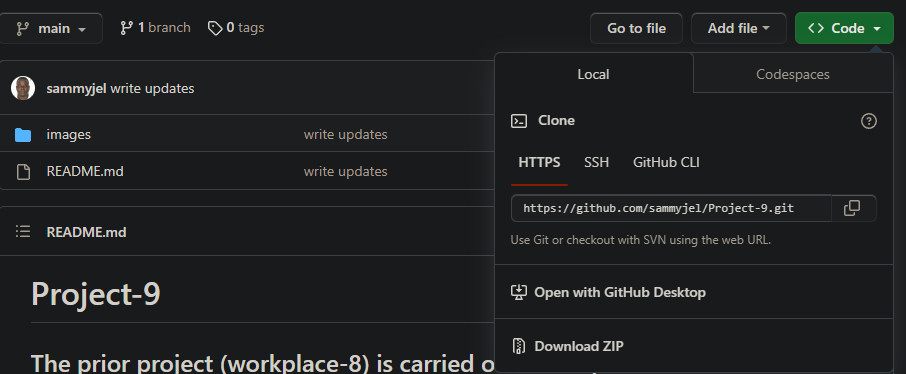 main 1 branch 0 tags Go to file Add file Code
Local Codespaces
sammyjel write updates
Clone
images write updates
HTTPS SSH GitHub CLI
README.md write updates
https://github.com/sammyjel/Project-9.git
README.md
Use Git or checkout with SVN using the web URL.
Project-9
Open with GitHub Desktop
Download ZIP
The prior project (workplace-8) is carried o